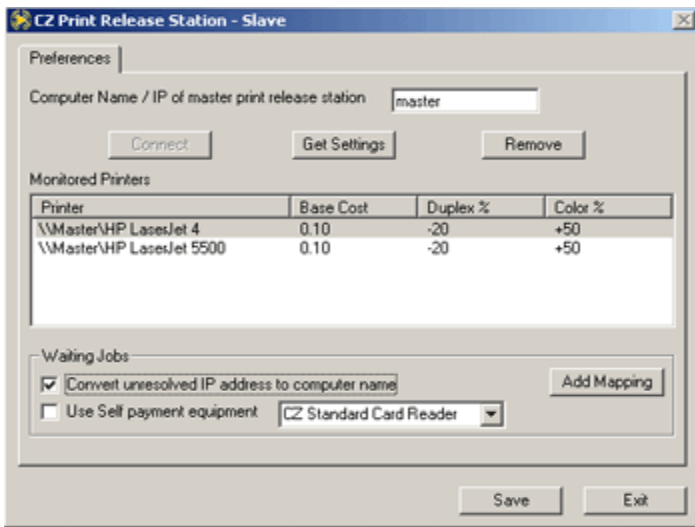 CZ Print Release Station - Slave
Preferences
Computer Name / IP of master print release station master
Connect Get Settings Remove
Monitored Printers
Printer Base Cost Duplex % Color %
\\Master\HP LaserJet 4 0.10 -20 +50
\\Master\HP LaserJet 5500 0.10 -20 +50
Waiting Jobs
Convert unresolved IP address to computer name Add Mapping
Use Self payment equipment CZ Standard Card Reader
Save Exit